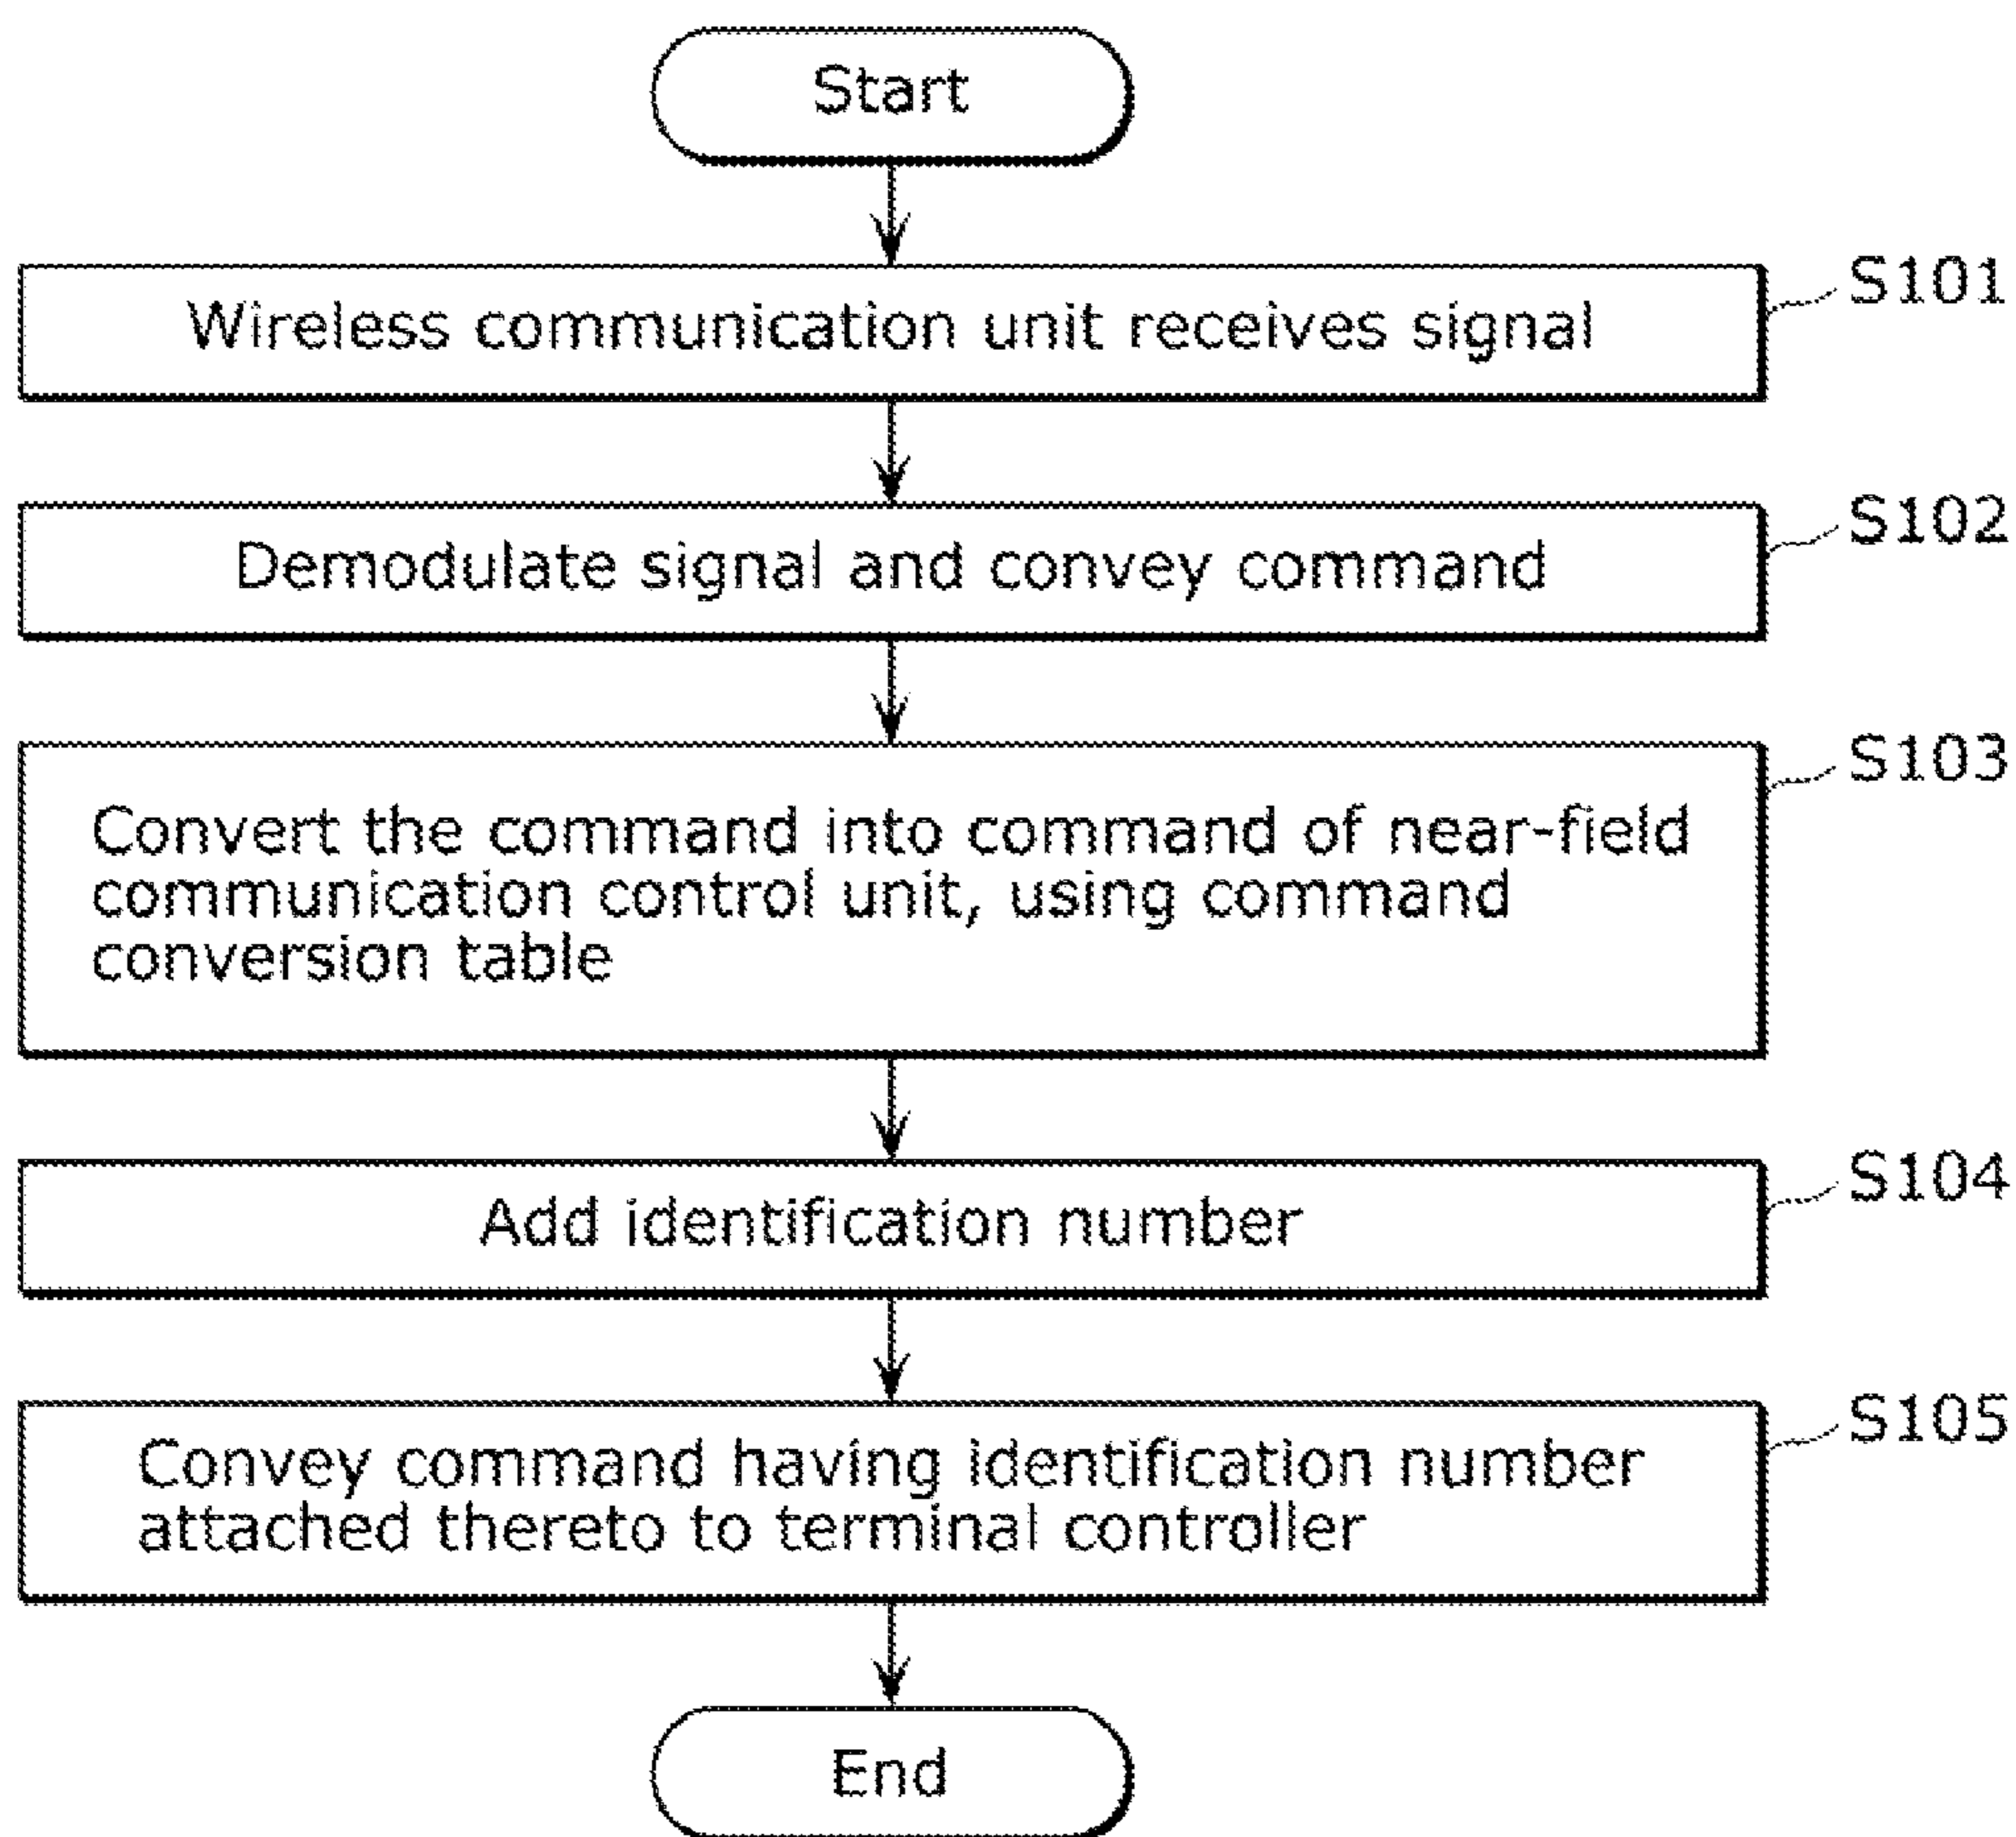 Start
Wireless communication unit receives signal
S101
Demodulate signal and convey command
S102
Convert the command into command of near-field
communication control unit, using command
conversion table
S103
Add identification number
S104
Convey command having identification number
attached thereto to terminal controller
S105
End